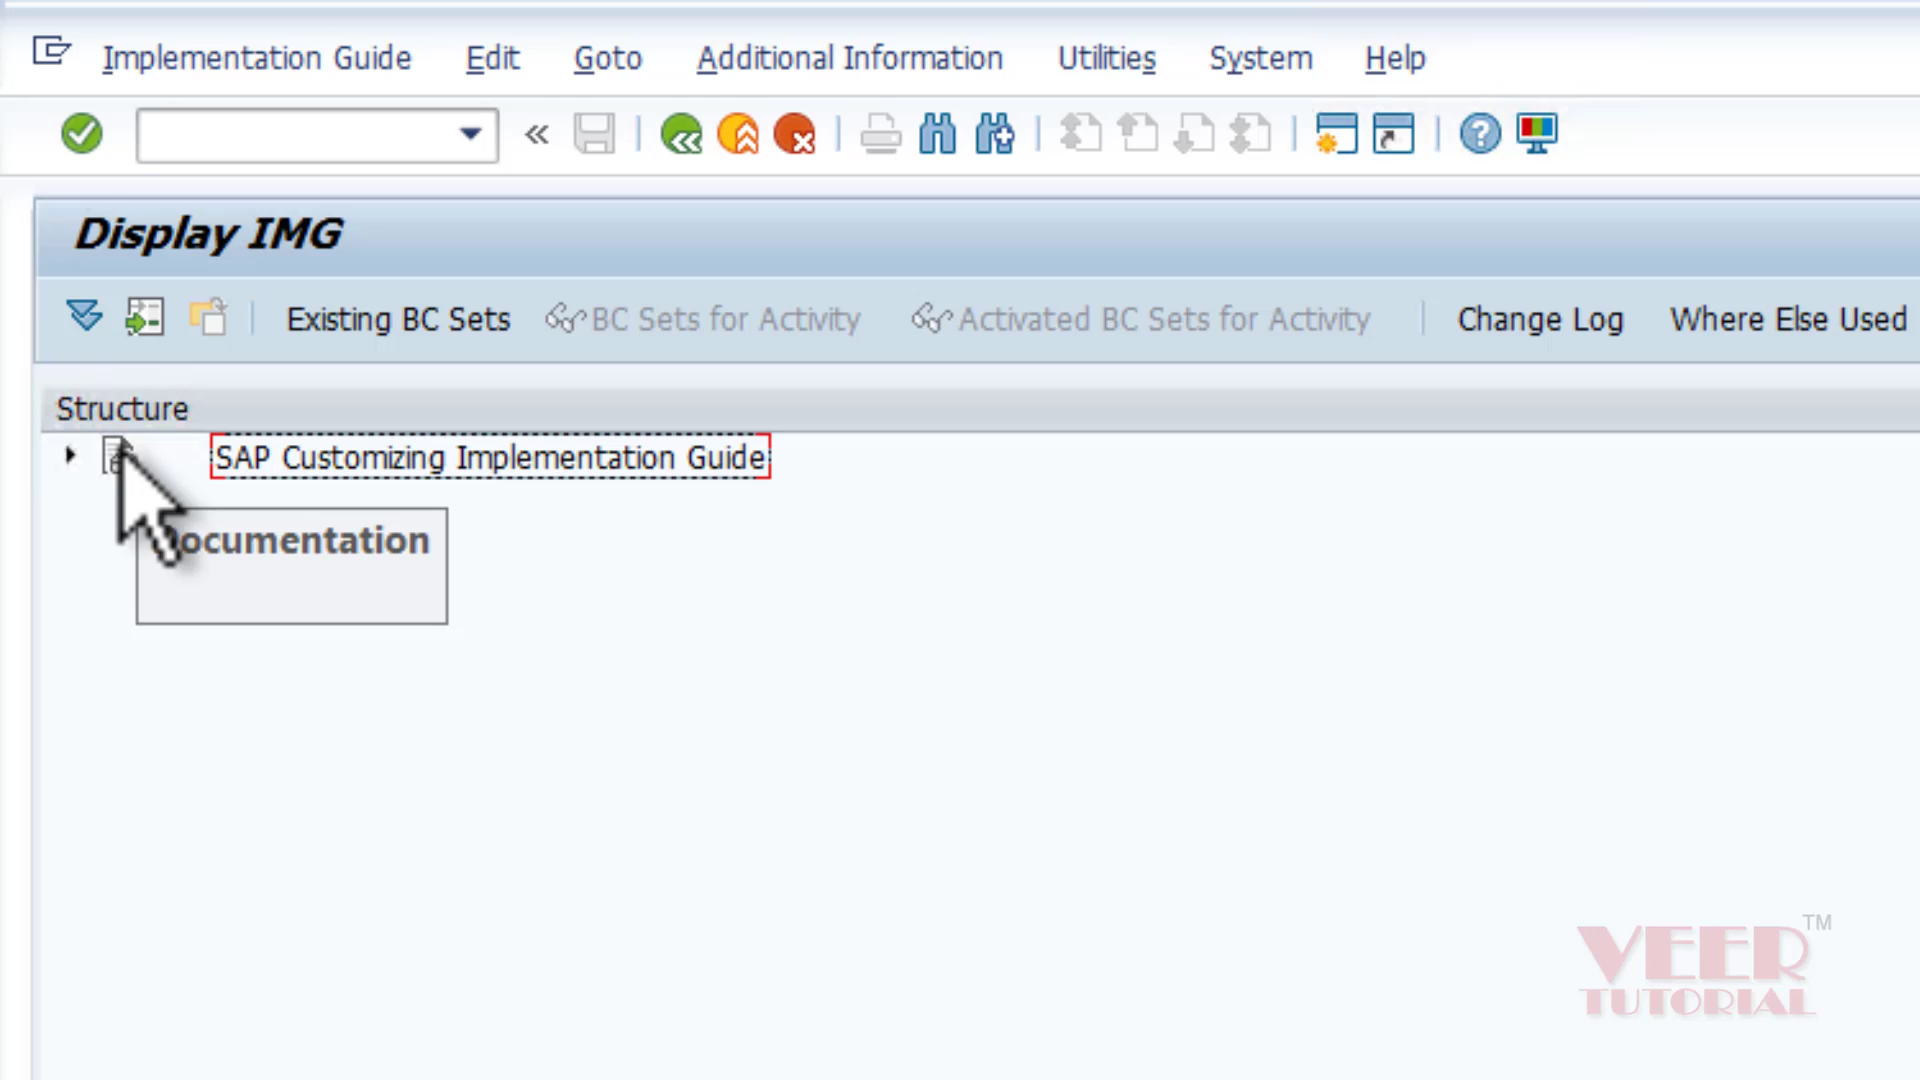 Implementation Guide Edit Goto Additional Information Utilities System Help
Display IMG
Existing BC Sets BC Sets for Activity Activated BC Sets for Activity Change Log Where Else Used
Structure
SAP Customizing Implementation Guide
Documentation
VEER TM
TUTORIAL